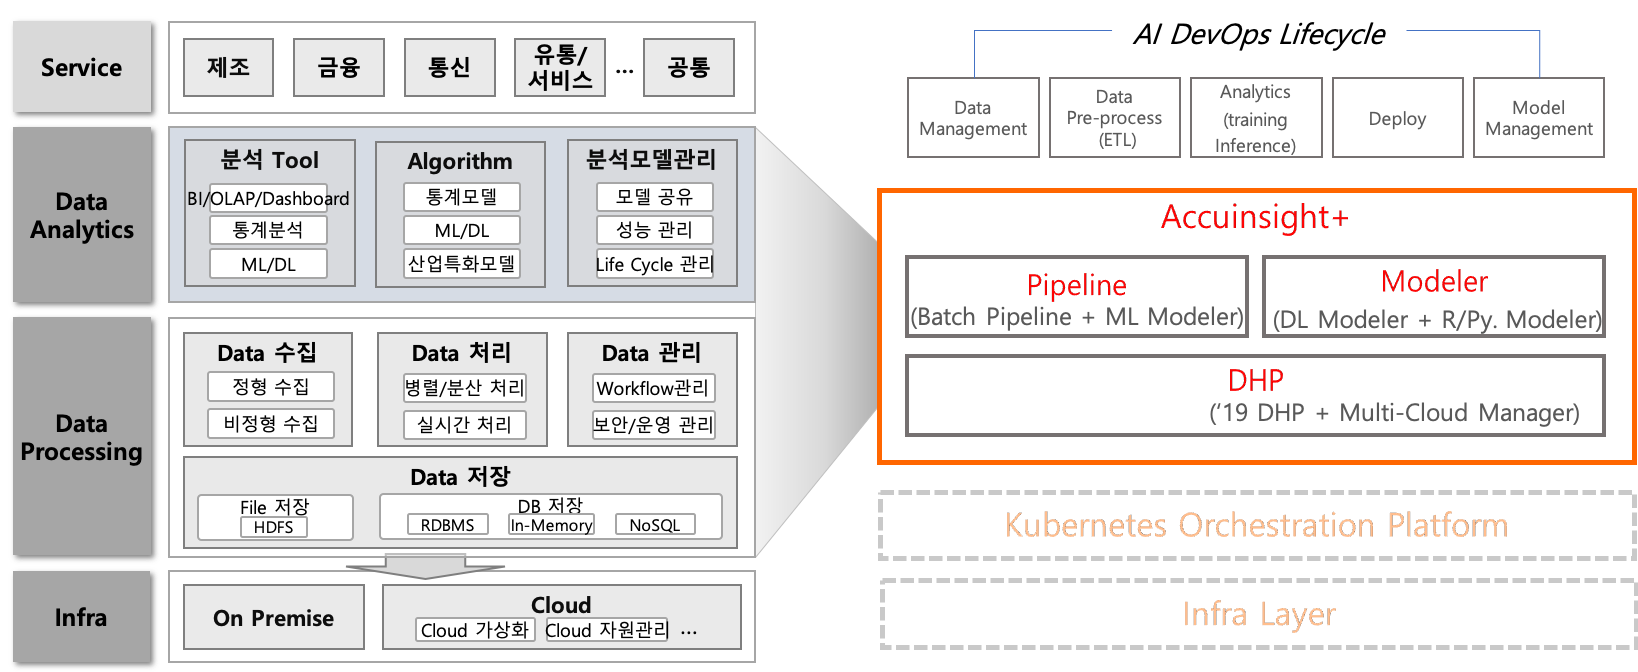 Service
제조
금융
통신
유통/
서비스
...
공통
Data
Analytics
분석 Tool
BI/OLAP/Dashboard
통계분석
ML/DL
Algorithm
통계모델
ML/DL
산업특화모델
분석모델관리
모델 공유
성능 관리
Life Cycle 관리
Data
Processing
Data 수집
정형 수집
비정형 수집
Data 처리
병렬/분산 처리
실시간 처리
Data 관리
Workflow관리
보안/운영 관리
Data 저장
File 저장
HDFS
DB 저장
RDBMS
In-Memory
NoSQL
Infra
On Premise
Cloud
Cloud 가상화
Cloud 자원관리
...
AI DevOps Lifecycle
Data
Management
Data
Pre-process
(ETL)
Analytics
(training
Inference)
Deploy
Model
Management
Accuinsight+
Pipeline
(Batch Pipeline + ML Modeler)
Modeler
(DL Modeler + R/Py. Modeler)
DHP
(‘19 DHP + Multi-Cloud Manager)
Kubernetes Orchestration Platform
Infra Layer